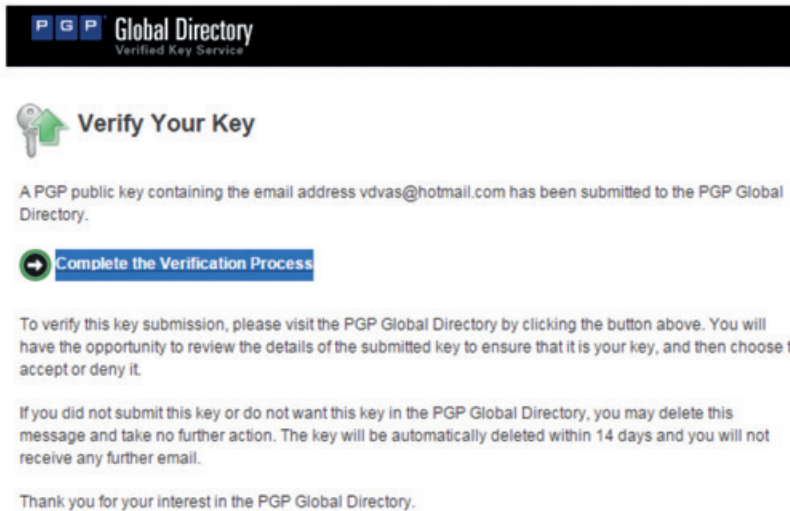 PGP Global Directory
Verified Key Service
Verify Your Key
A PGP public key containing the email address vdvas@hotmail.com has been submitted to the PGP Global
Directory.
Complete the Verification Process
To verify this key submission, please visit the PGP Global Directory by clicking the button above. You will
have the opportunity to review the details of the submitted key to ensure that it is your key, and then choose
accept or deny it.
If you did not submit this key or do not want this key in the PGP Global Directory, you may delete this
message and take no further action. The key will be automatically deleted within 14 days and you will not
receive any further email.
Thank you for your interest in the PGP Global Directory.